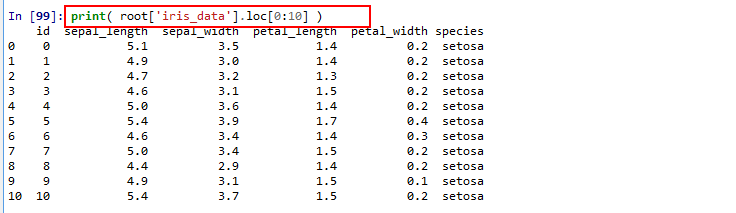 In [99]: print( root['iris_data'].loc[0:10] )
id sepal_length sepal_width petal_length petal_width species
0 0 5.1 3.5 1.4 0.2 setosa
1 1 4.9 3.0 1.4 0.2 setosa
2 2 4.7 3.2 1.3 0.2 setosa
3 3 4.6 3.1 1.5 0.2 setosa
4 4 5.0 3.6 1.4 0.2 setosa
5 5 5.4 3.9 1.7 0.4 setosa
6 6 4.6 3.4 1.4 0.3 setosa
7 7 5.0 3.4 1.5 0.2 setosa
8 8 4.4 2.9 1.4 0.2 setosa
9 9 4.9 3.1 1.5 0.1 setosa
10 10 5.4 3.7 1.5 0.2 setosa